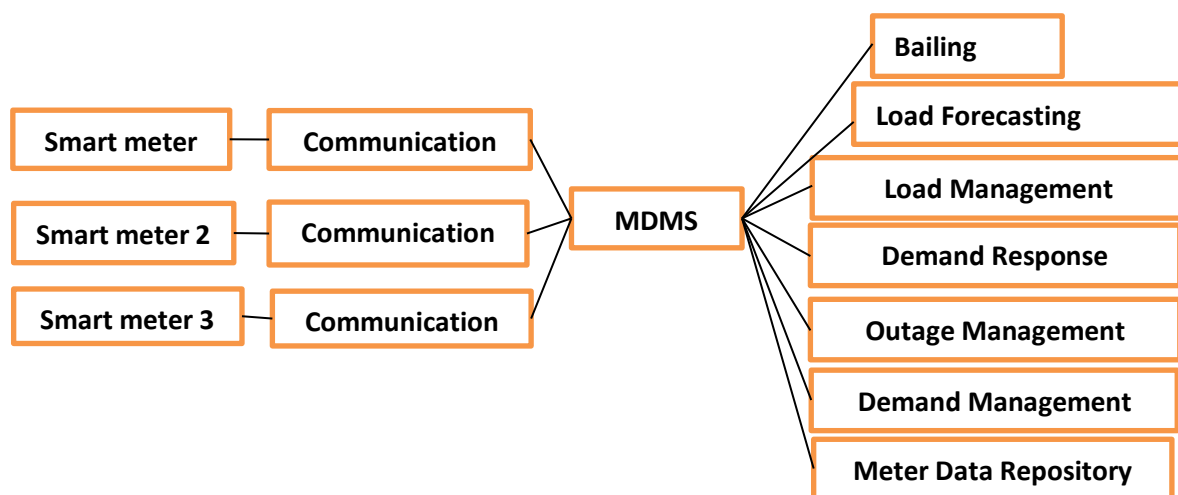 Smart meter
Communication
Smart meter 2
Communication
Smart meter 3
Communication
MDMS
Bailing
Load Forecasting
Load Management
Demand Response
Outage Management
Demand Management
Meter Data Repository